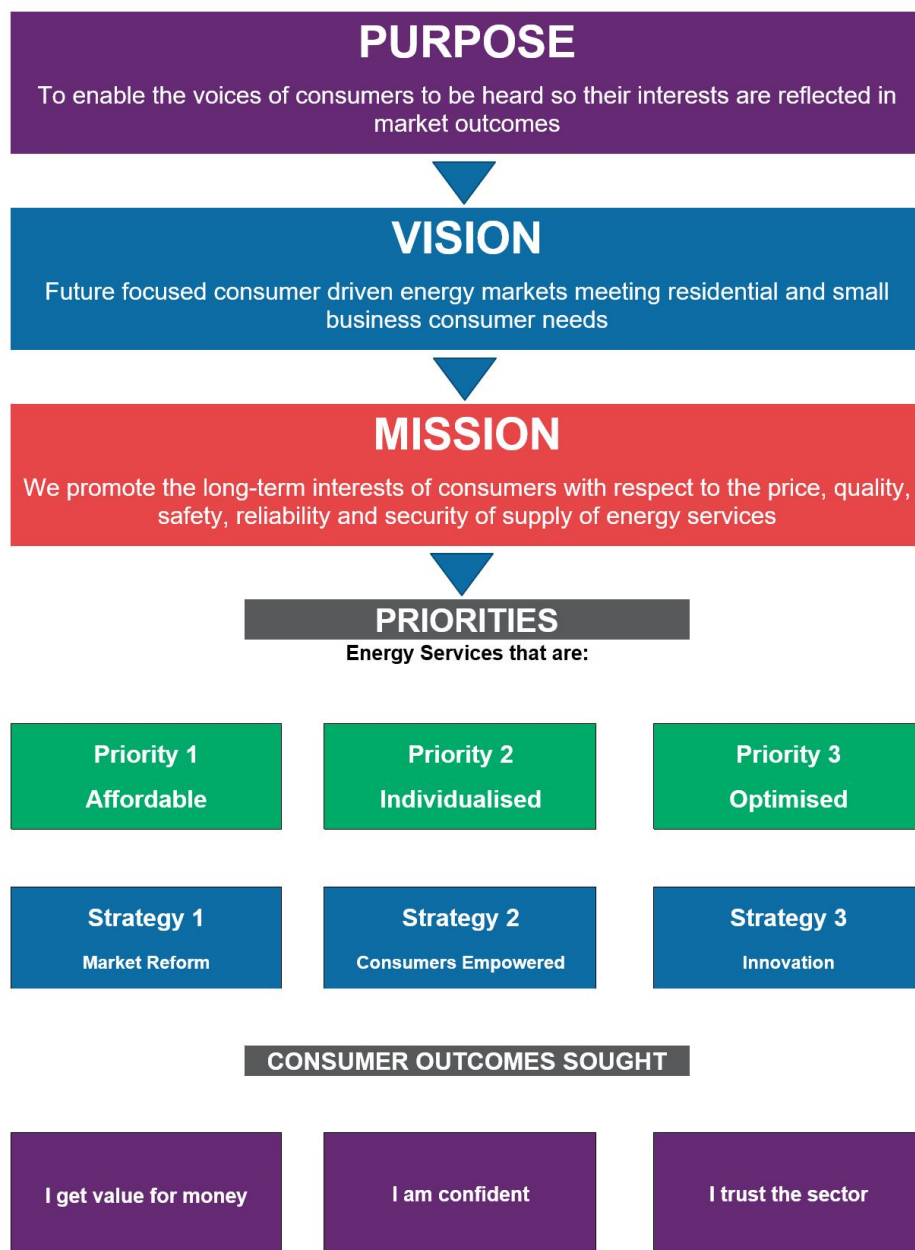 PURPOSE
To enable the voices of consumers to be heard so their interests are reflected in
market outcomes
VISION
Future focused consumer driven energy markets meeting residential and small
business consumer needs
MISSION
We promote the long-term interests of consumers with respect to the price, quality,
safety, reliability and security of supply of energy services
PRIORITIES
Energy Services that are:
Priority 1
Affordable
Priority 2
Individualised
Priority 3
Optimised
Strategy 1
Market Reform
Strategy 2
Consumers Empowered
Strategy 3
Innovation
CONSUMER OUTCOMES SOUGHT
I get value for money
I am confident
I trust the sector